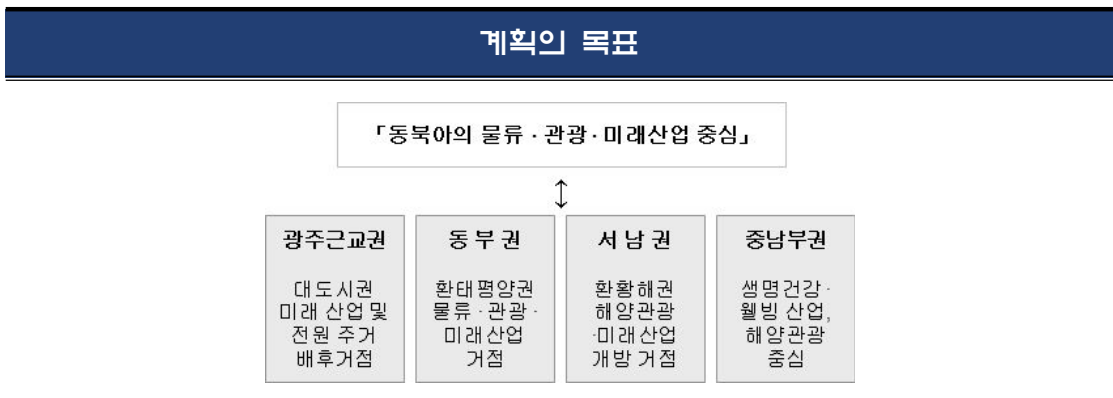 계획의 목표
「동북아의 물류·관광·미래산업 중심」
↕
광주근교권
대도시권
미래 산업 및
전원 주거
배후거점
동 부 권
환태평양권
물류·관광·
미래산업
거점
서 남 권
환황해권
해양관광
·미래산업
개방 거점
중남부권
생명건강·
웰빙 산업,
해양관광
중심